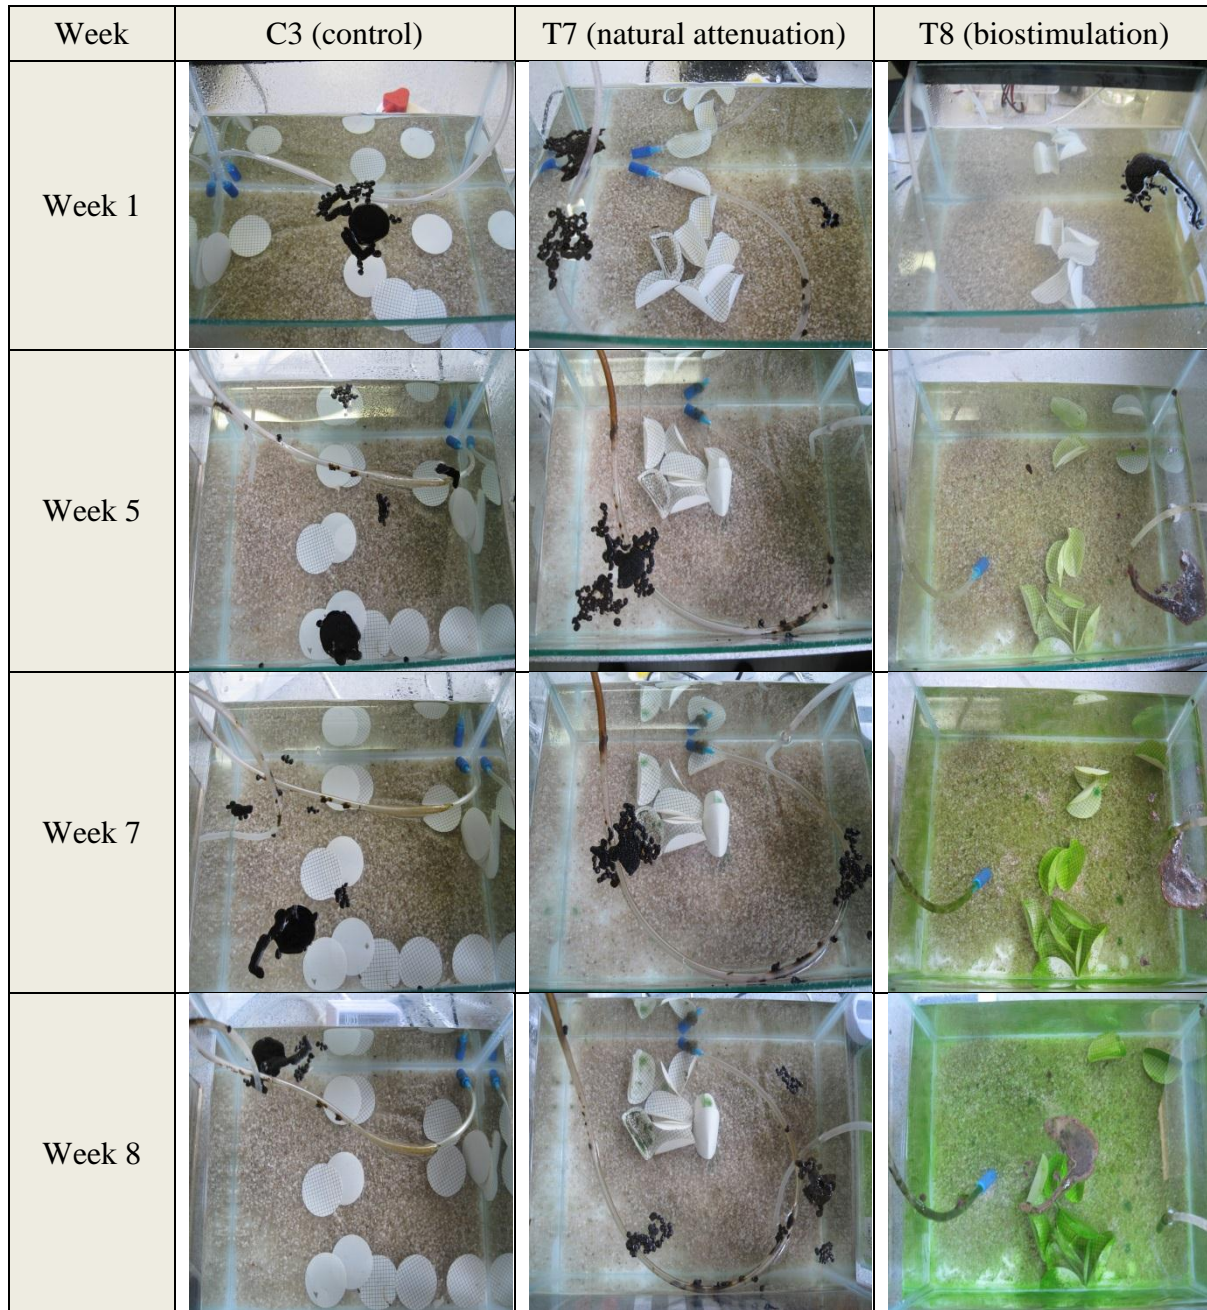 Week C3 (control) T7 (natural attenuation) T8 (biostimulation)
Week 1
Week 5
Week 7
Week 8